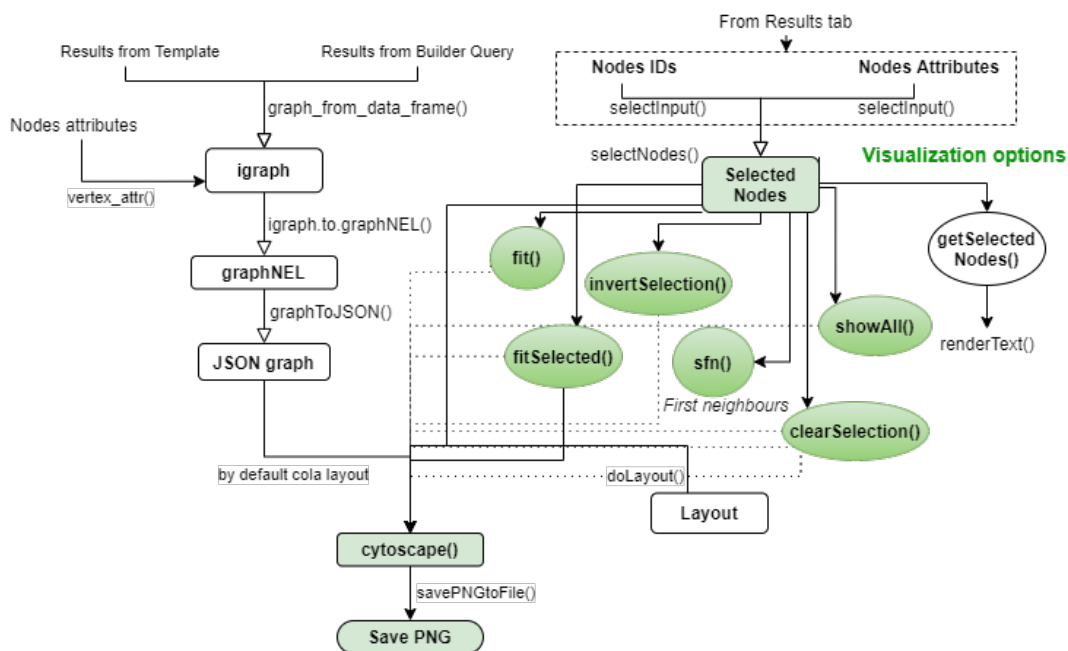 From Results tab
Results from Template
Results from Builder Query
Nodes IDs
Nodes Attributes
selectInput()
selectInput()
graph_from_data_frame()
Nodes attributes
selectNodes()
Visualization options
igraph
Selected
Nodes
vertex_attr()
igraph.to.graphNEL()
getSelected
Nodes()
fit()
graphNEL
invertSelection()
graphToJSON()
showAll()
renderText()
JSON graph
fitSelected()
sfn()
First neighbours
clearSelection()
by default cola layout
doLayout()
Layout
cytoscape()
savePNGtoFile()
Save PNG